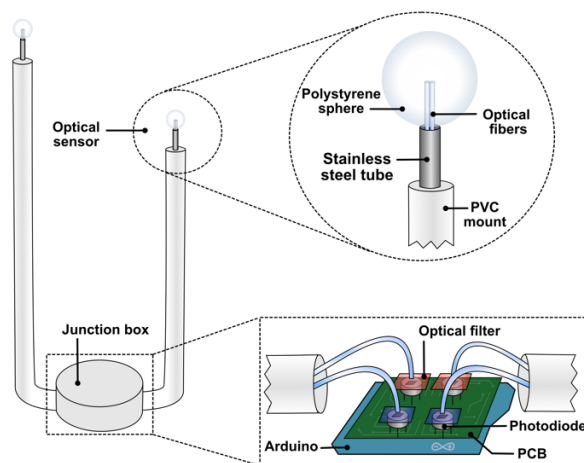 Polystyrene
sphere
Optical
fibers
Optical
sensor
Stainless
steel tube
PVC
mount
Junction box
Optical filter
Photodiode
Arduino
PCB